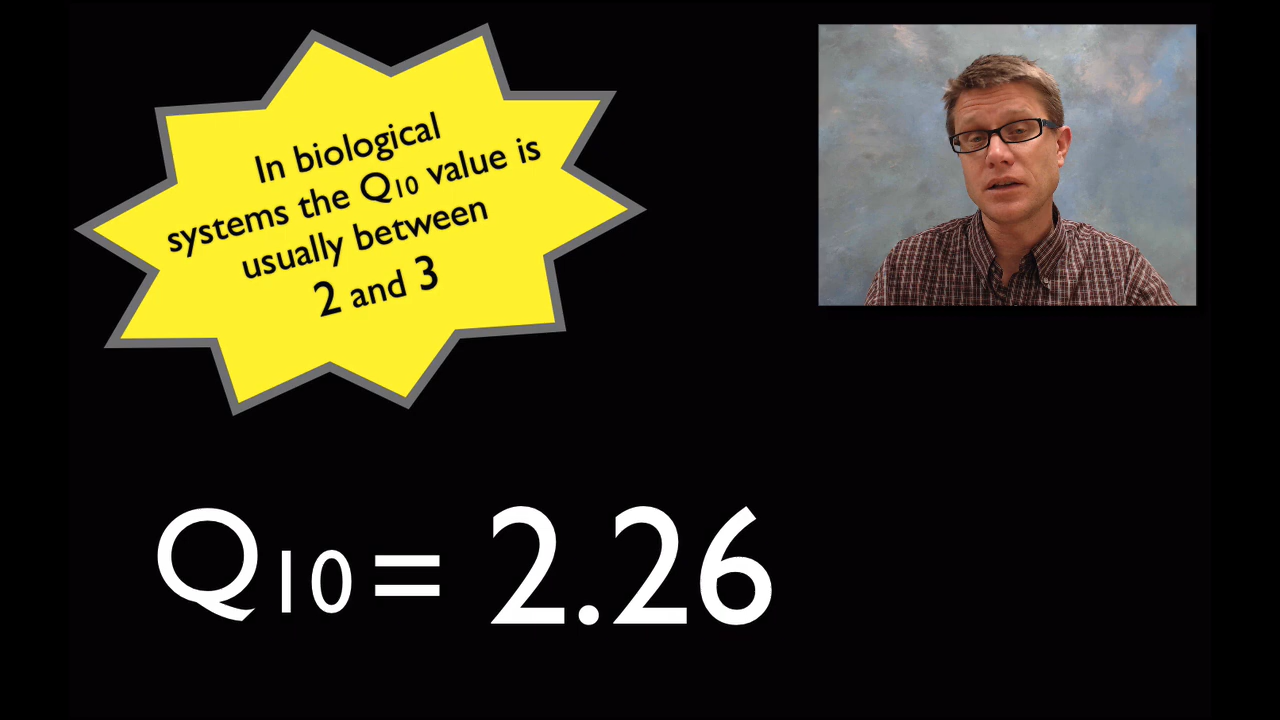 In biological
systems the Q₁₀ value is
usually between
2 and 3
Q₁₀ = 2.26